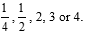 1/4, 1/2, 2, 3 or 4.